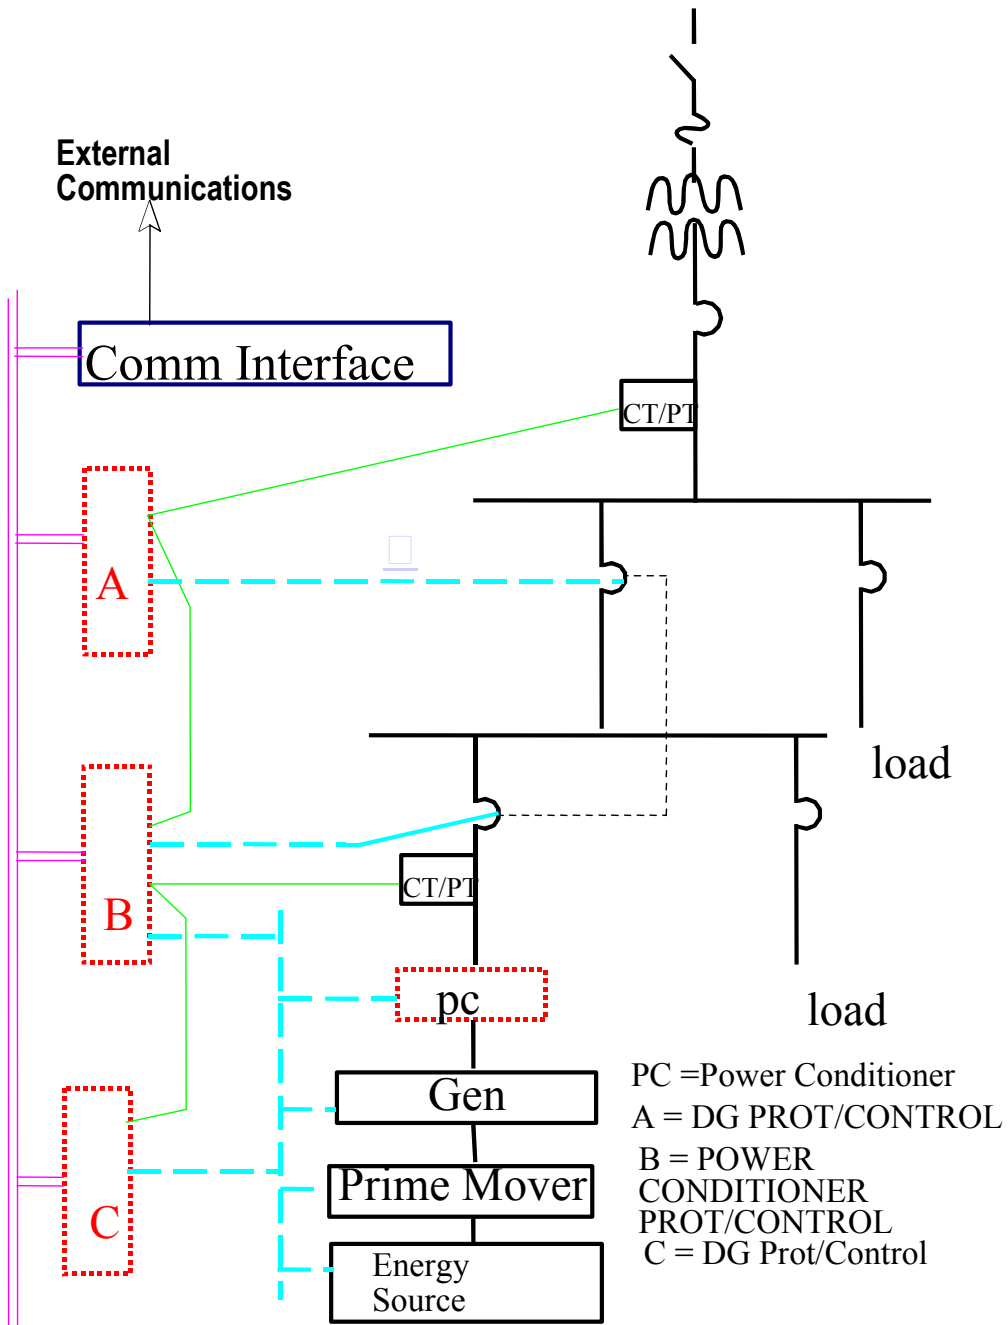 External
Communications
Comm Interface
CT/PT
A
load
B
CT/PT
pc
load
Gen
PC =Power Conditioner
A = DG PROT/CONTROL
Prime Mover
B = POWER
CONDITIONER
PROT/CONTROL
C
C = DG Prot/Control
Energy
Source